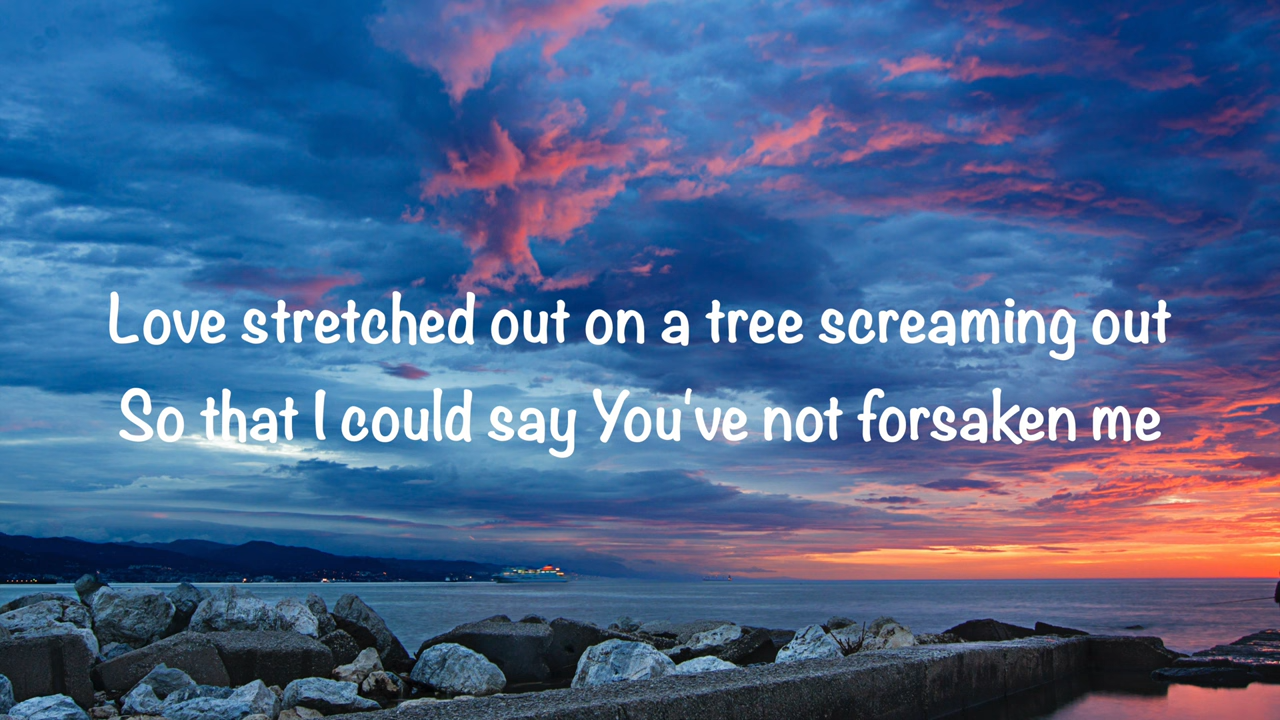 Love stretched out on a tree screaming out
So that I could say You've not forsaken me